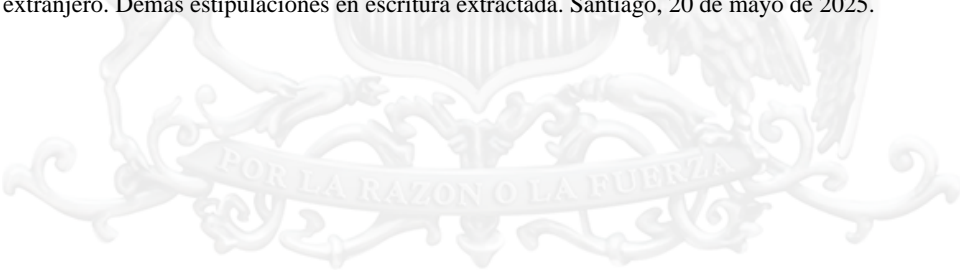 extranjero. Demás estipulaciones en escritura extractada. Santiago, 20 de mayo de 2025.
POR LA RAZON O LA FUERZA